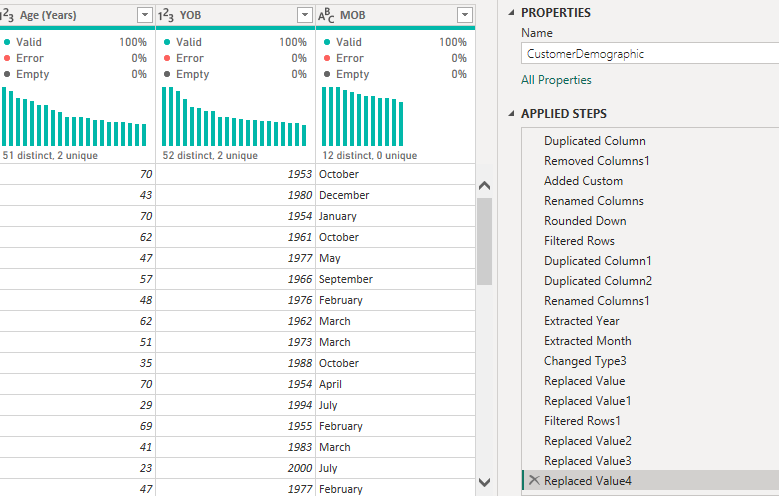 1²3 Age (Years) 1²3 YOB ABC MOB
Valid 100% Valid 100% Valid 100%
Error 0% Error 0% Error 0%
Empty 0% Empty 0% Empty 0%
51 distinct, 2 unique 52 distinct, 2 unique 12 distinct, 0 unique
70 1953 October
43 1980 December
70 1954 January
62 1961 October
47 1977 May
57 1966 September
48 1976 February
62 1962 March
51 1973 March
35 1988 October
70 1954 April
29 1994 July
69 1955 February
41 1983 March
23 2000 July
47 1977 February
PROPERTIES
Name
CustomerDemographic
All Properties
APPLIED STEPS
Duplicated Column
Removed Columns1
Added Custom
Renamed Columns
Rounded Down
Filtered Rows
Duplicated Column1
Duplicated Column2
Renamed Columns1
Extracted Year
Extracted Month
Changed Type3
Replaced Value
Replaced Value1
Filtered Rows1
Replaced Value2
Replaced Value3
Replaced Value4